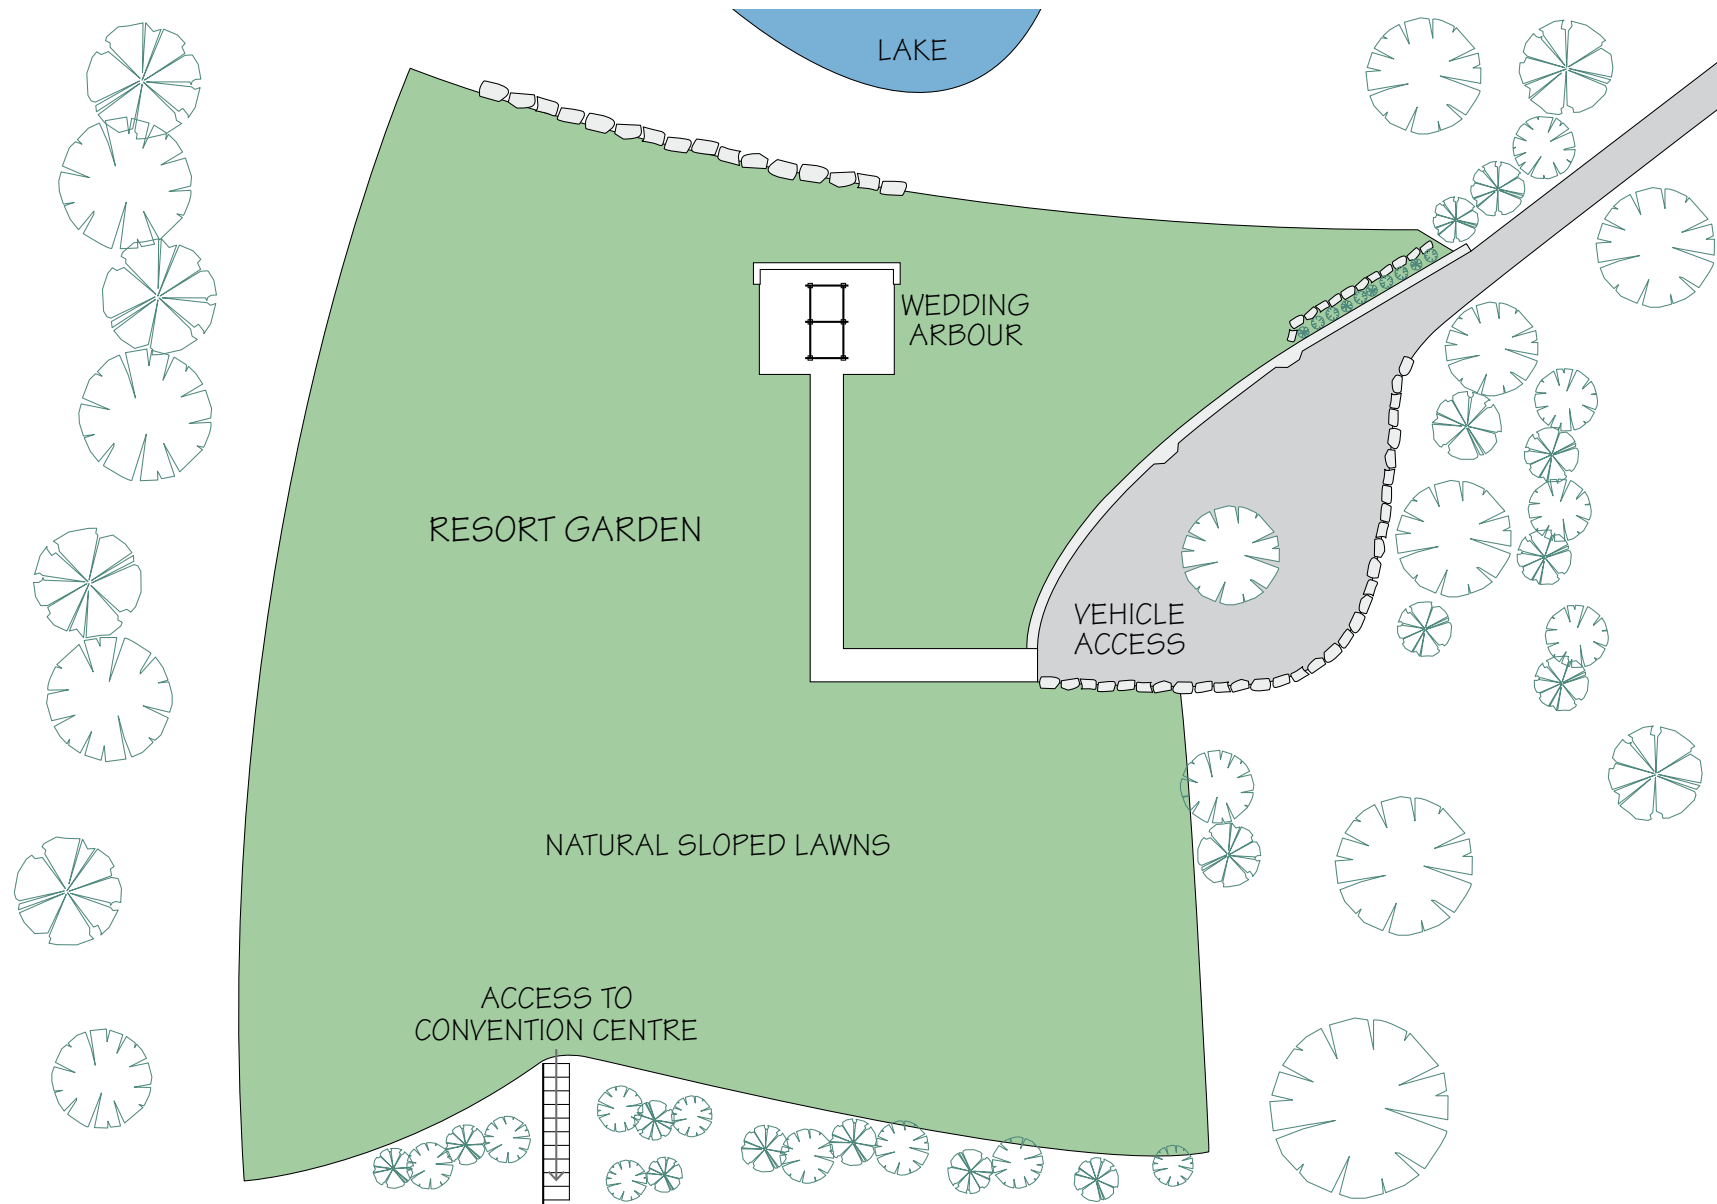 LAKE
WEDDING
ARBOUR
RESORT GARDEN
VEHICLE
ACCESS
NATURAL SLOPED LAWNS
ACCESS TO
CONVENTION CENTRE